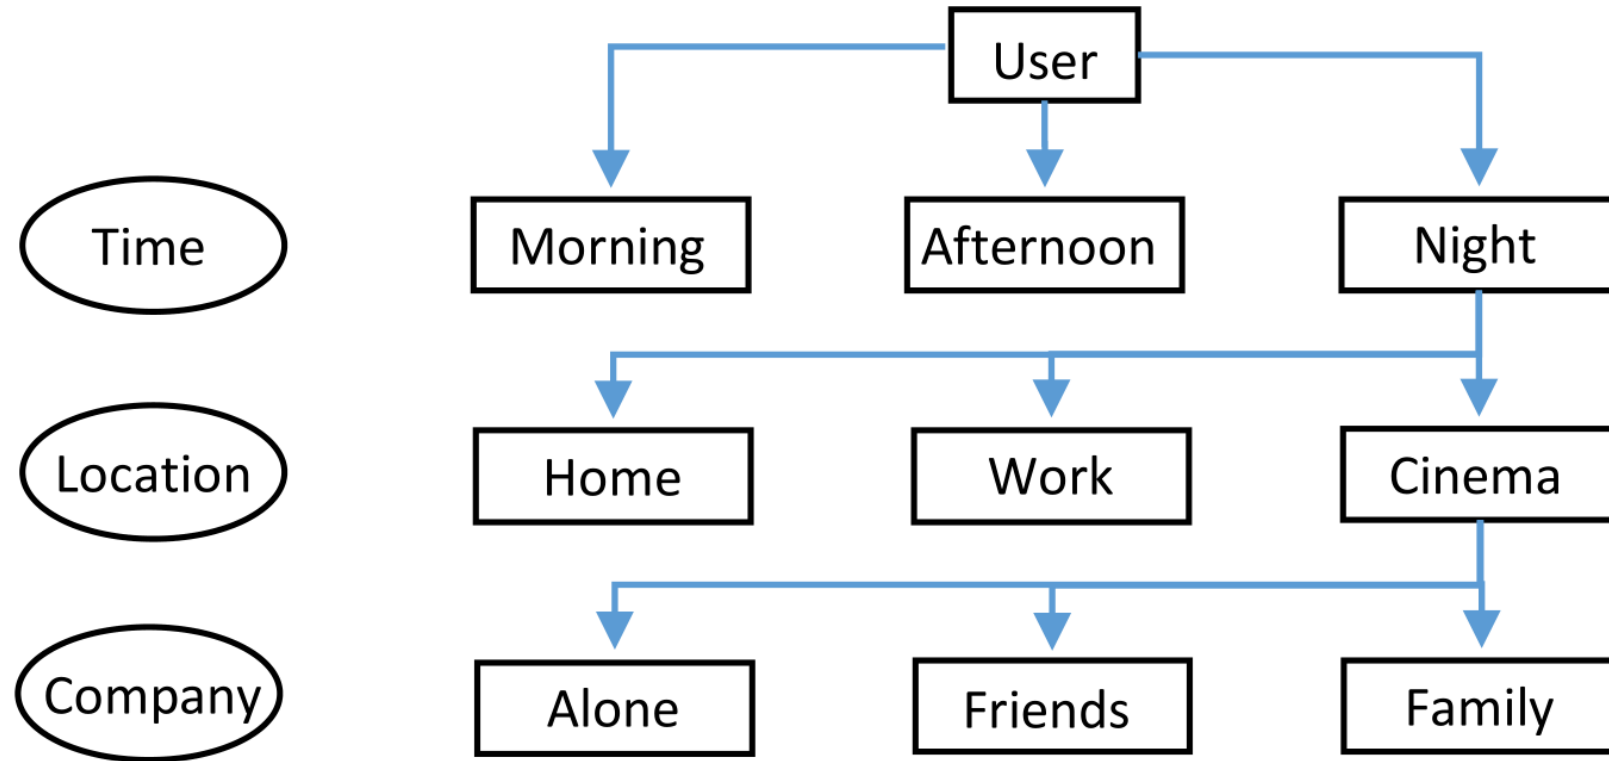 User
Time
Morning
Afternoon
Night
Location
Home
Work
Cinema
Company
Alone
Friends
Family